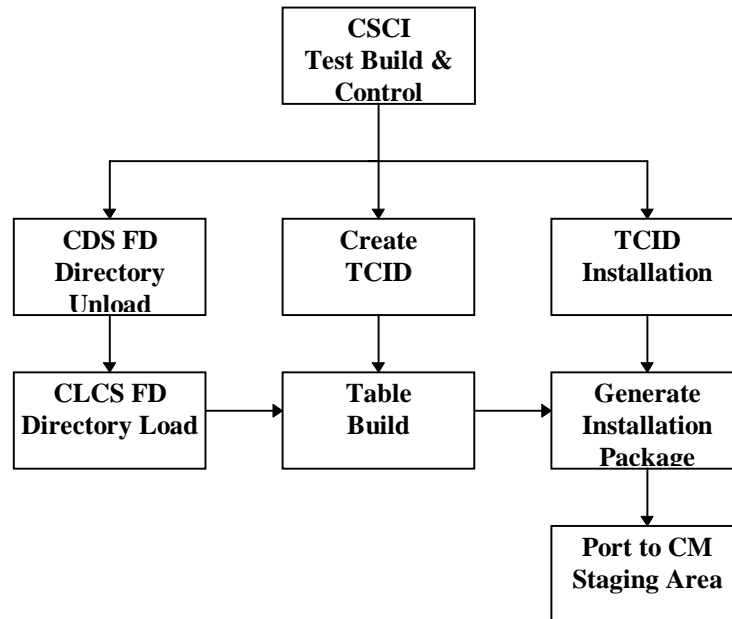 CSCI
Test Build &
Control
CDS FD
Directory
Unload
Create
TCID
TCID
Installation
CLCS FD
Directory Load
Table
Build
Generate
Installation
Package
Port to CM
Staging Area